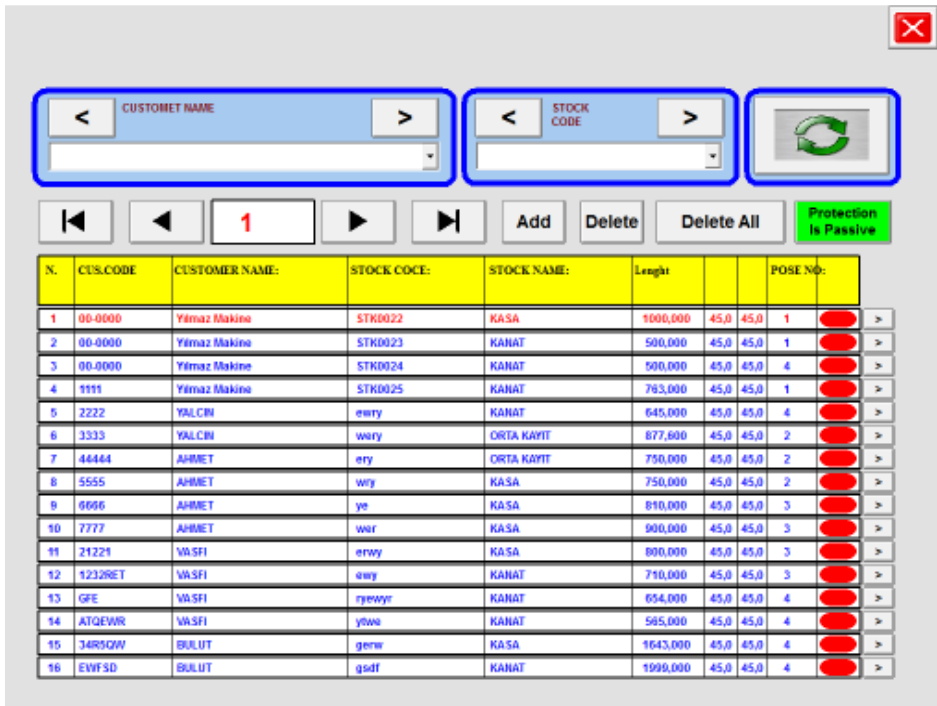 < CUSTOMET NAME > < STOCK CODE >
1 Add Delete Delete All Protection Is Passive
N. CUS.CODE CUSTOMER NAME: STOCK COCE: STOCK NAME: Lenght POSE NO:
1 00-0000 Yılmaz Makine STK0022 KASA 1000,000 45,0 45,0 1 >
2 00-0000 Yılmaz Makine STK0023 KANAT 500,000 45,0 45,0 1 >
3 00-0000 Yılmaz Makine STK0024 KANAT 500,000 45,0 45,0 4 >
4 1111 Yılmaz Makine STK0025 KANAT 763,000 45,0 45,0 1 >
5 2222 YALCIN ewry KANAT 645,000 45,0 45,0 4 >
6 3333 YALCIN wery ORTA KAYIT 877,600 45,0 45,0 2 >
7 44444 AHMET ery ORTA KAYIT 750,000 45,0 45,0 2 >
8 5555 AHMET wry KASA 750,000 45,0 45,0 2 >
9 6666 AHMET ye KASA 810,000 45,0 45,0 3 >
10 7777 AHMET wer KASA 900,000 45,0 45,0 3 >
11 21221 VASFI erwy KASA 800,000 45,0 45,0 3 >
12 1232RET VASFI ewy KANAT 710,000 45,0 45,0 3 >
13 GFE VASFI ryewyr KANAT 654,000 45,0 45,0 4 >
14 ATQEWR VASFI ytwe KANAT 565,000 45,0 45,0 4 >
15 34R5QW BULUT gerw KASA 1643,000 45,0 45,0 4 >
16 EWFSD BULUT gsdf KANAT 1999,000 45,0 45,0 4 >